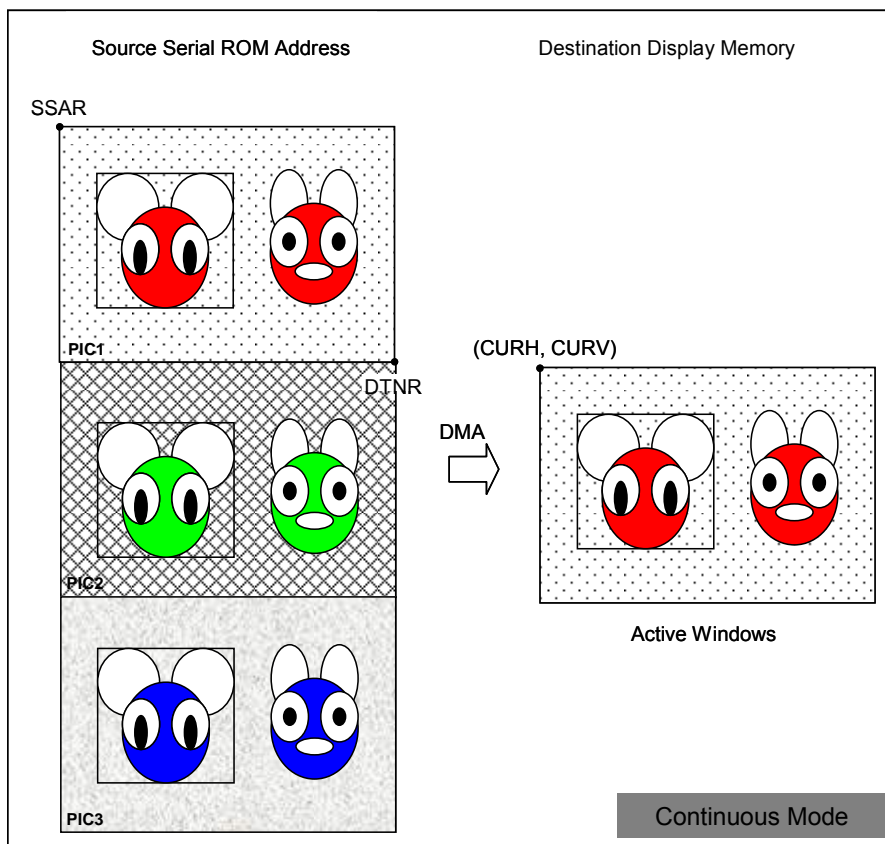 Source Serial ROM Address
Destination Display Memory
SSAR
PIC1
DTNR
(CURH, CURV)
DMA
PIC2
Active Windows
PIC3
Continuous Mode